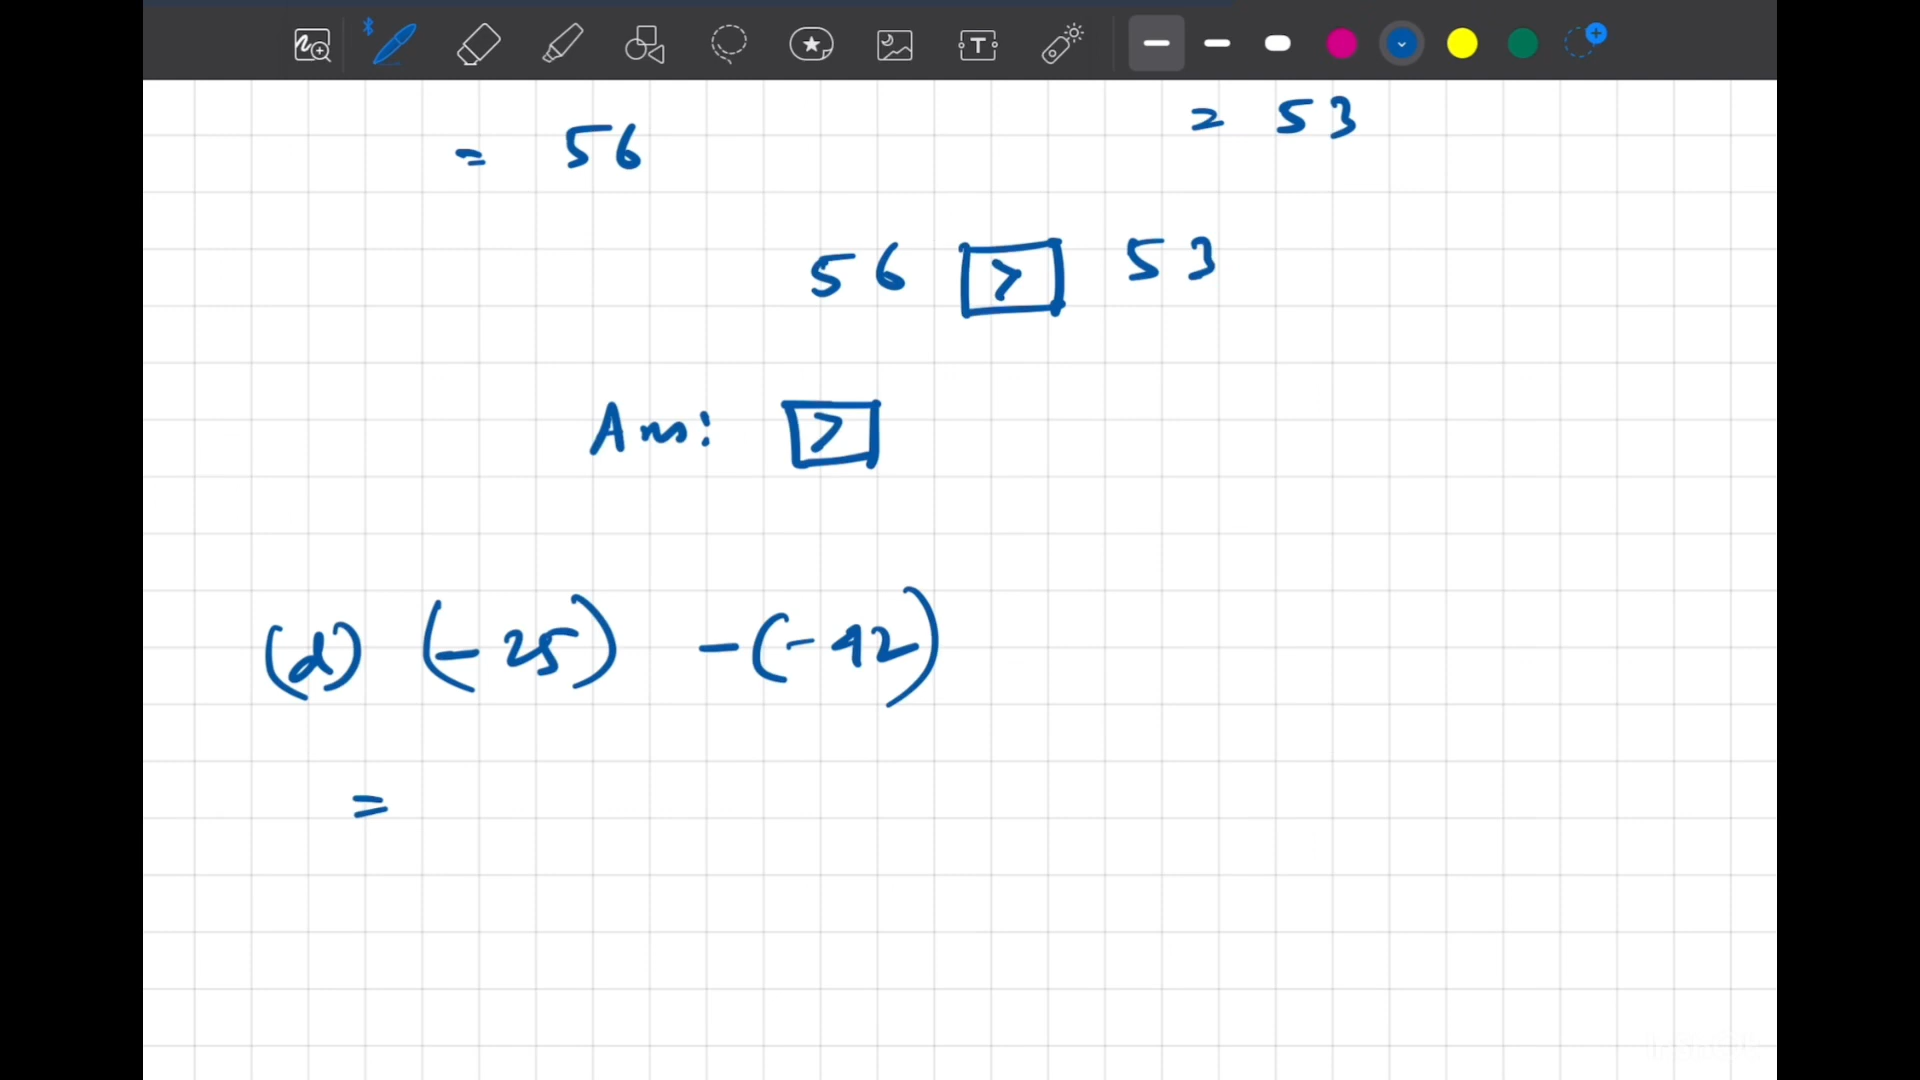 = 56
= 53
56 > 53
Ans: >
(d) (-25) -(-42)
=